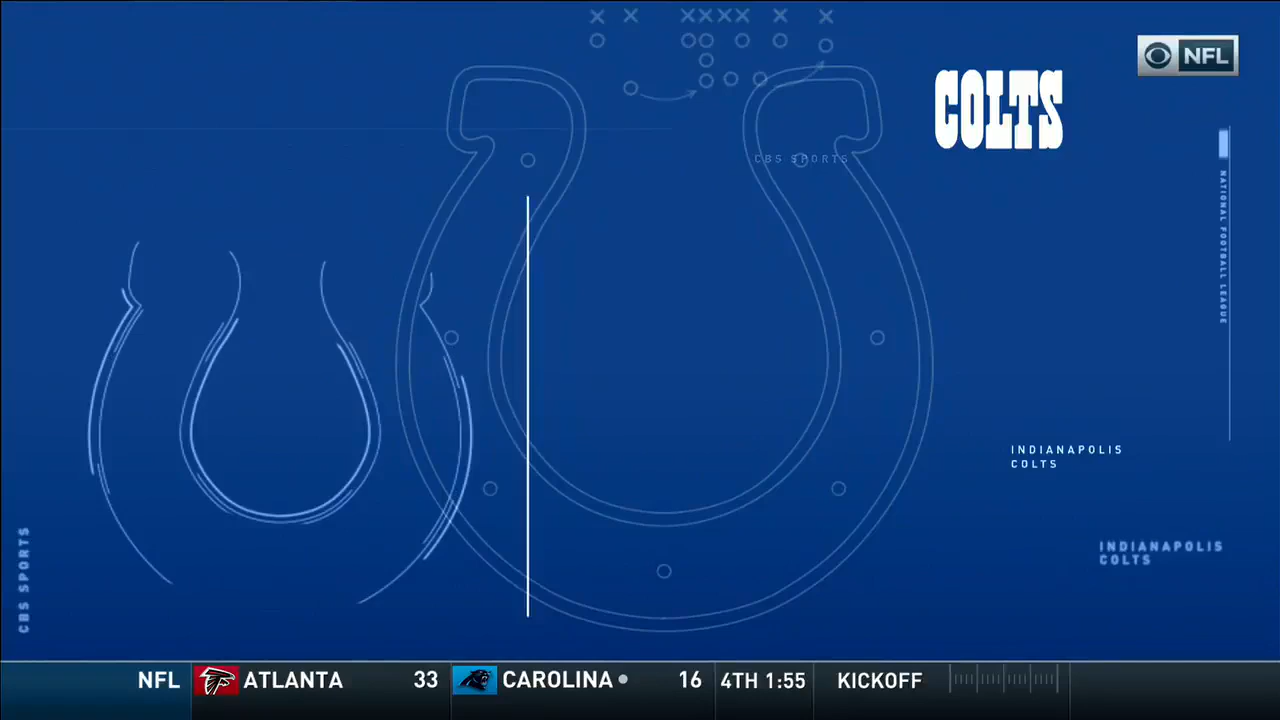 NFL
COLTS
CBS SPORTS
NATIONAL FOOTBALL LEAGUE
INDIANAPOLIS
COLTS
INDIANAPOLIS
COLTS
CBS SPORTS
NFL ATLANTA 33 CAROLINA 16 4TH 1:55 KICKOFF